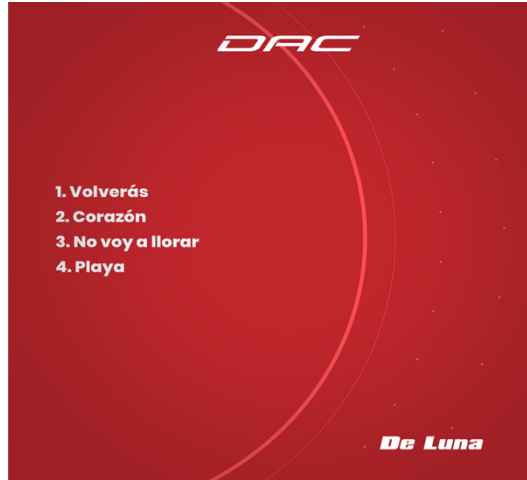 DAC
1. Volverás
2. Corazón
3. No voy a llorar
4. Playa
De Luna